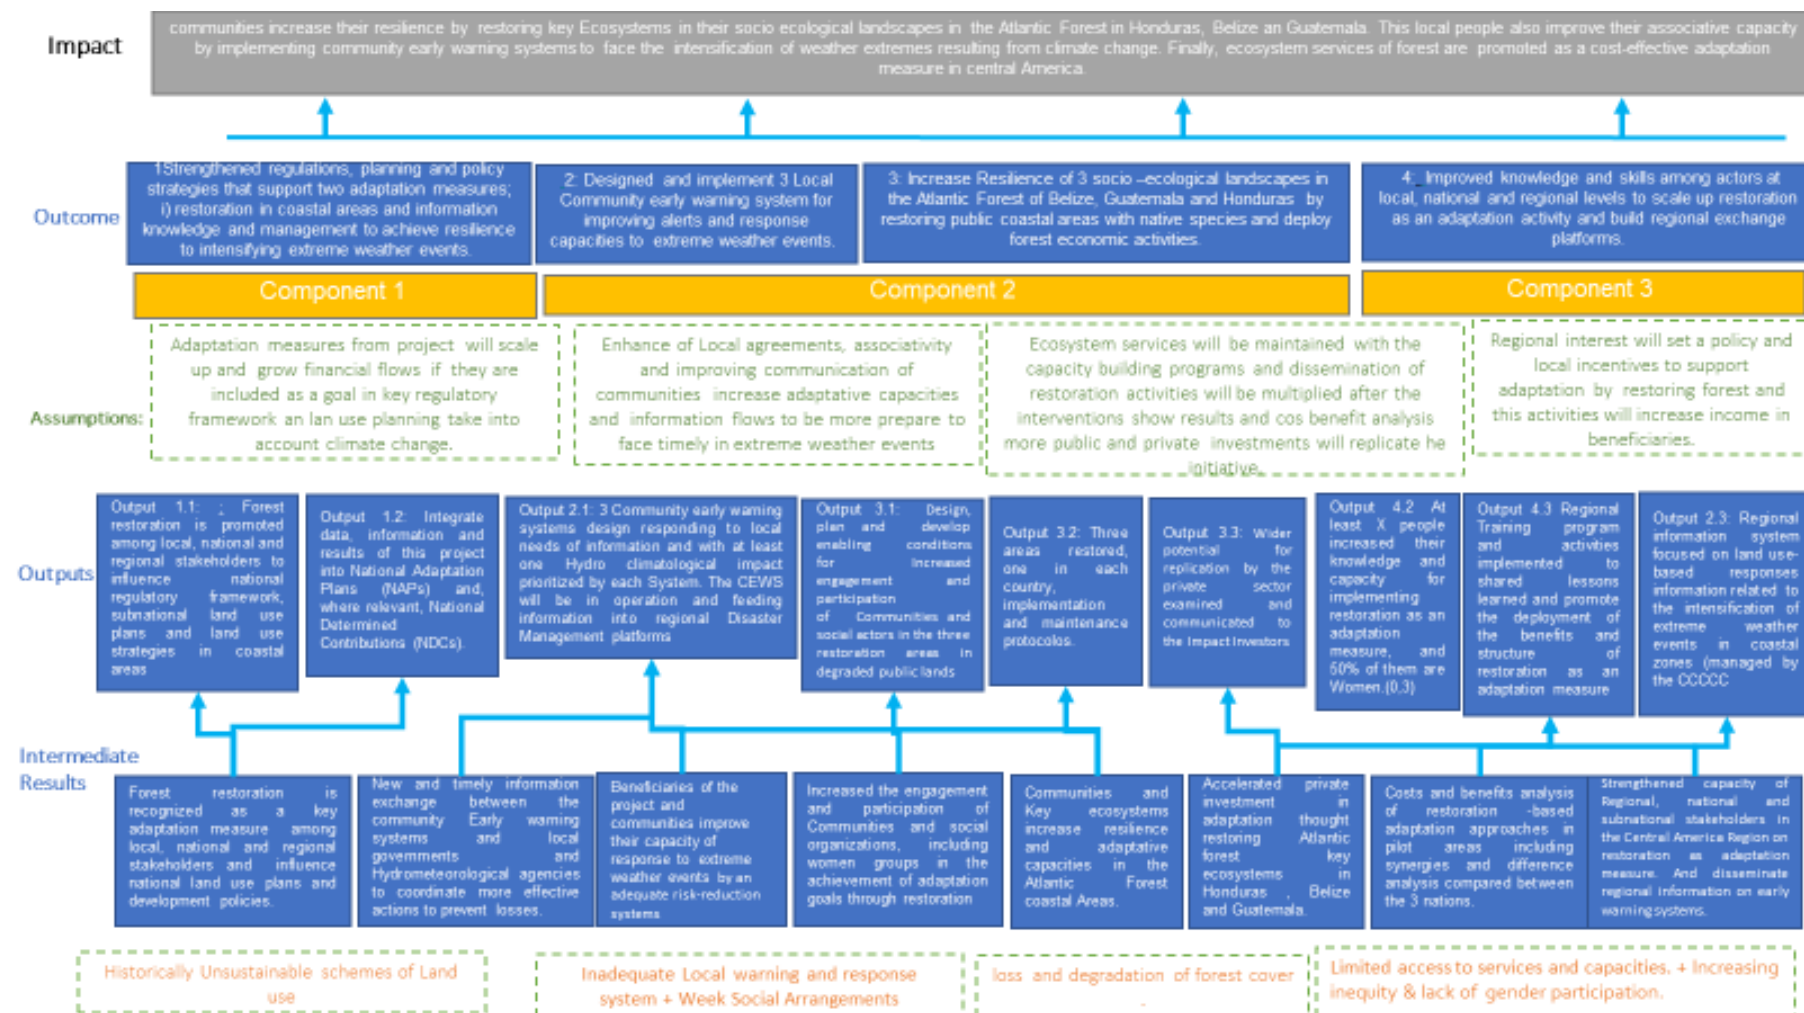 Impact
communities increase their resilience by restoring key Ecosystems in their socio ecological landscapes in the Atlantic Forest in Honduras, Belize an Guatemala. This local people also improve their associative capacity
by implementing community early warning systems to face the intensification of weather extremes resulting from climate change. Finally, ecosystem services of forest are promoted as a cost-effective adaptation
measure in central America.
Outcome
1Strengthened regulations, planning and policy
strategies that support two adaptation measures;
i) restoration in coastal areas and information
knowledge and management to achieve resilience
to intensifying extreme weather events.
2: Designed and implement 3 Local
Community early warning system for
improving alerts and response
capacities to extreme weather events.
3: Increase Resilience of 3 socio –ecological landscapes in
the Atlantic Forest of Belize, Guatemala and Honduras by
restoring public coastal areas with native species and deploy
forest economic activities.
4: Improved knowledge and skills among actors at
local, national and regional levels to scale up restoration
as an adaptation activity and build regional exchange
platforms.
Component 1
Component 2
Component 3
Assumptions:
Adaptation measures from project will scale
up and grow financial flows if they are
included as a goal in key regulatory
framework an lan use planning take into
account climate change.
Enhance of Local agreements, associativity
and improving communication of
communities increase adaptative capacities
and information flows to be more prepare to
face timely in extreme weather events
Ecosystem services will be maintained with the
capacity building programs and dissemination of
restoration activities will be multiplied after the
interventions show results and cos benefit analysis
more public and private investments will replicate he
initiative.
Regional interest will set a policy and
local incentives to support
adaptation by restoring forest and
this activities will increase income in
beneficiaries.
Outputs
Output 1.1: ; Forest
restoration is promoted
among local, national and
regional stakeholders to
influence national
regulatory framework,
subnational land use
plans and land use
strategies in coastal
areas
Output 1.2: Integrate
data, information and
results of this project
into National Adaptation
Plans (NAPs) and,
where relevant, National
Determined
Contributions (NDCs).
Output 2.1: 3 Community early warning
systems design responding to local
needs of information and with at least
one Hydro climatological impact
prioritized by each System. The CEWS
will be in operation and feeding
information into regional Disaster
Management platforms
Output 3.1: Design,
plan and develop
enabling conditions
for Increased
engagement and
participation
of Communities and
social actors in the three
restoration areas in
degraded public lands
Output 3.2: Three
areas restored,
one in each
country,
implementation
and maintenance
protocolos.
Output 3.3: Wider
potential for
replication by the
private sector
examined and
communicated to
the Impact Investors
Output 4.2 At
least X people
increased their
knowledge and
capacity for
implementing
restoration as an
adaptation
measure, and
50% of them are
Women.(0,3)
Output 4.3 Regional
Training program
and activities
implemented to
shared lessons
learned and promote
the deployment of
the benefits and
structure of
restoration as an
adaptation measure
Output 2.3: Regional
information system
focused on land use-
based responses
information related to
the intensification of
extreme weather
events in coastal
zones (managed by
the CCCCC
Intermediate
Results
Forest restoration is
recognized as a key
adaptation measure among
local, national and regional
stakeholders and influence
national land use plans and
development policies.
New and timely information
exchange between the
community Early warning
systems and local
governments and
Hydrometeorological agencies
to coordinate more effective
actions to prevent losses.
Beneficiaries of the
project and
communities improve
their capacity of
response to extreme
weather events by an
adequate risk-reduction
systems
Increased the engagement
and participation of
Communities and social
organizations, including
women groups in the
achievement of adaptation
goals through restoration
Communities and
Key ecosystems
increase resilience
and adaptative
capacities in the
Atlantic Forest
coastal Areas.
Accelerated private
investment in
adaptation thought
restoring Atlantic
forest key
ecosystems in
Honduras , Belize
and Guatemala.
Costs and benefits analysis
of restoration -based
adaptation approaches in
pilot areas including
synergies and difference
analysis compared between
the 3 nations.
Strengthened capacity of
Regional, national and
subnational stakeholders in
the Central America Region on
restoration as adaptation
measure. And disseminate
regional information on early
warning systems.
Historically Unsustainable schemes of Land
use
Inadequate Local warning and response
system + Week Social Arrangements
loss and degradation of forest cover
.
Limited access to services and capacities. + Increasing
inequity & lack of gender participation.